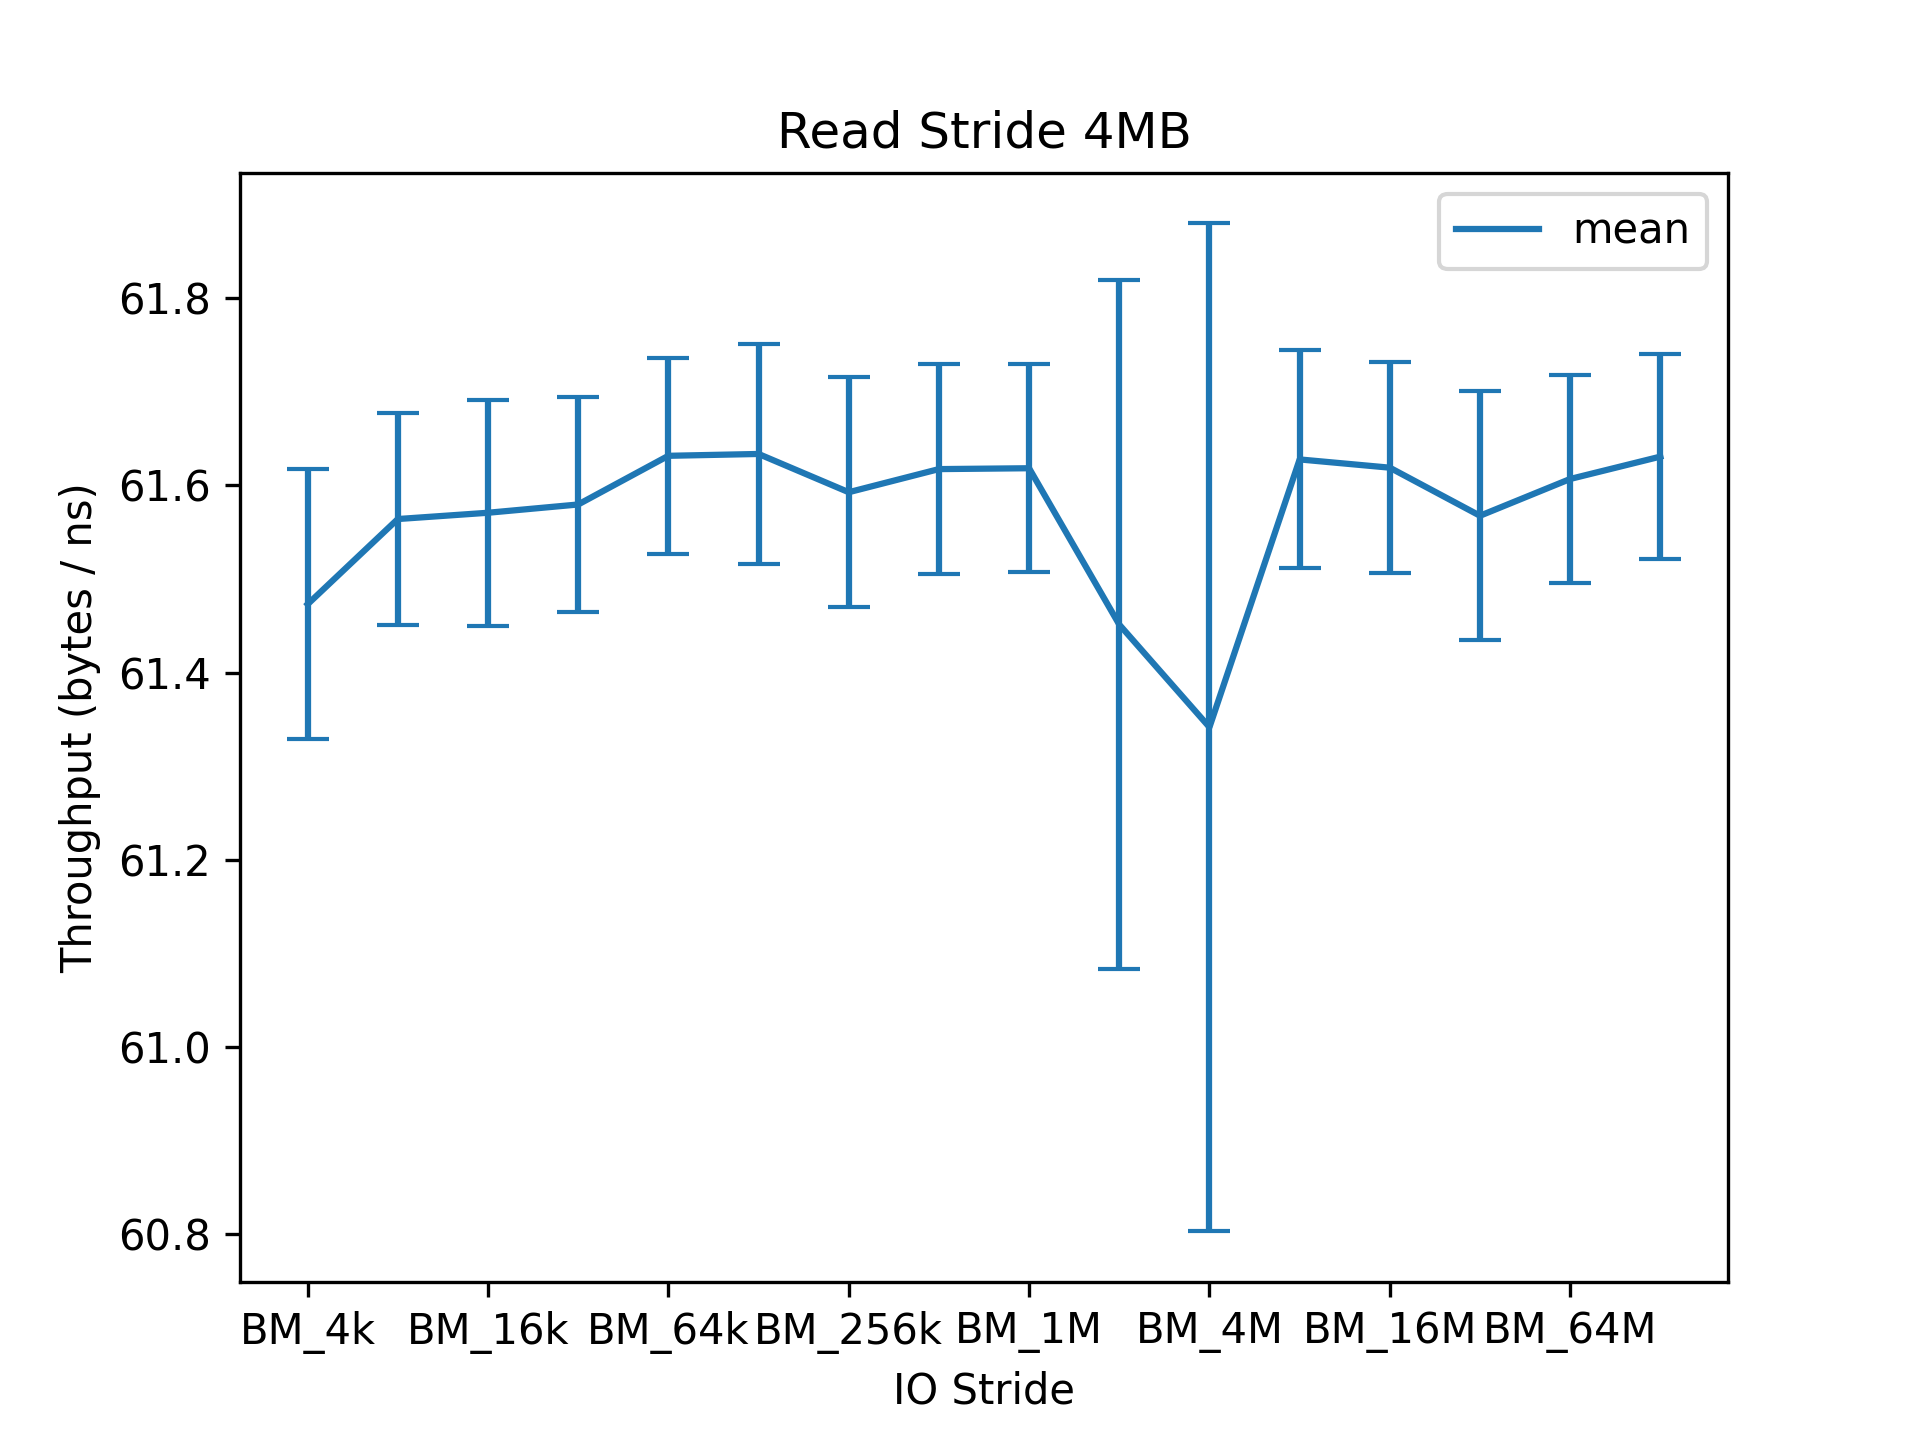 Read Stride 4MB
mean
Throughput (bytes / ns)
61.8
61.6
61.4
61.2
61.0
60.8
BM_4k BM_16k BM_64k BM_256k BM_1M BM_4M BM_16M BM_64M
IO Stride